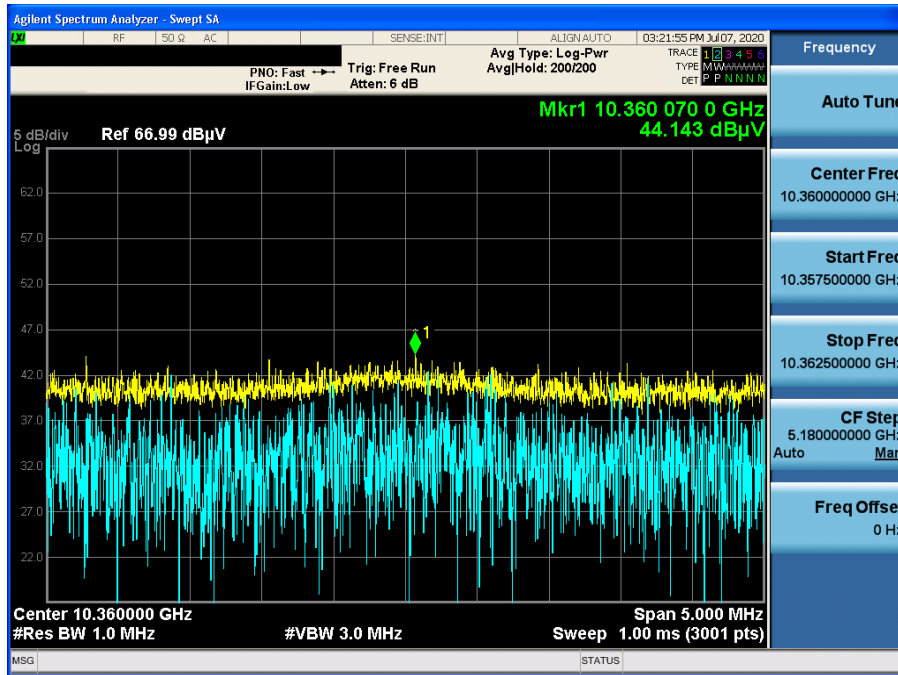 Agilent Spectrum Analyzer - Swept SA
LXI RF 50 Ω AC SENSE:INT ALIGN AUTO 03:21:55 PM Jul 07, 2020
Frequency
PNO: Fast
IFGain:Low
Trig: Free Run
Atten: 6 dB
Avg Type: Log-Pwr
Avg|Hold: 200/200
TRACE 1 2 3 4 5 6
TYPE M W
DET P P N N N N
Auto Tune
Mkr1 10.360 070 0 GHz
44.143 dBµV
5 dB/div
Log
Ref 66.99 dBµV
62.0
57.0
52.0
47.0
42.0
37.0
32.0
27.0
22.0
1
Center Freq
10.360000000 GHz
Start Freq
10.357500000 GHz
Stop Freq
10.362500000 GHz
CF Step
5.180000000 GHz
Auto Man
Freq Offset
0 Hz
Center 10.360000 GHz Span 5.000 MHz
#Res BW 1.0 MHz #VBW 3.0 MHz Sweep 1.00 ms (3001 pts)
MSG STATUS